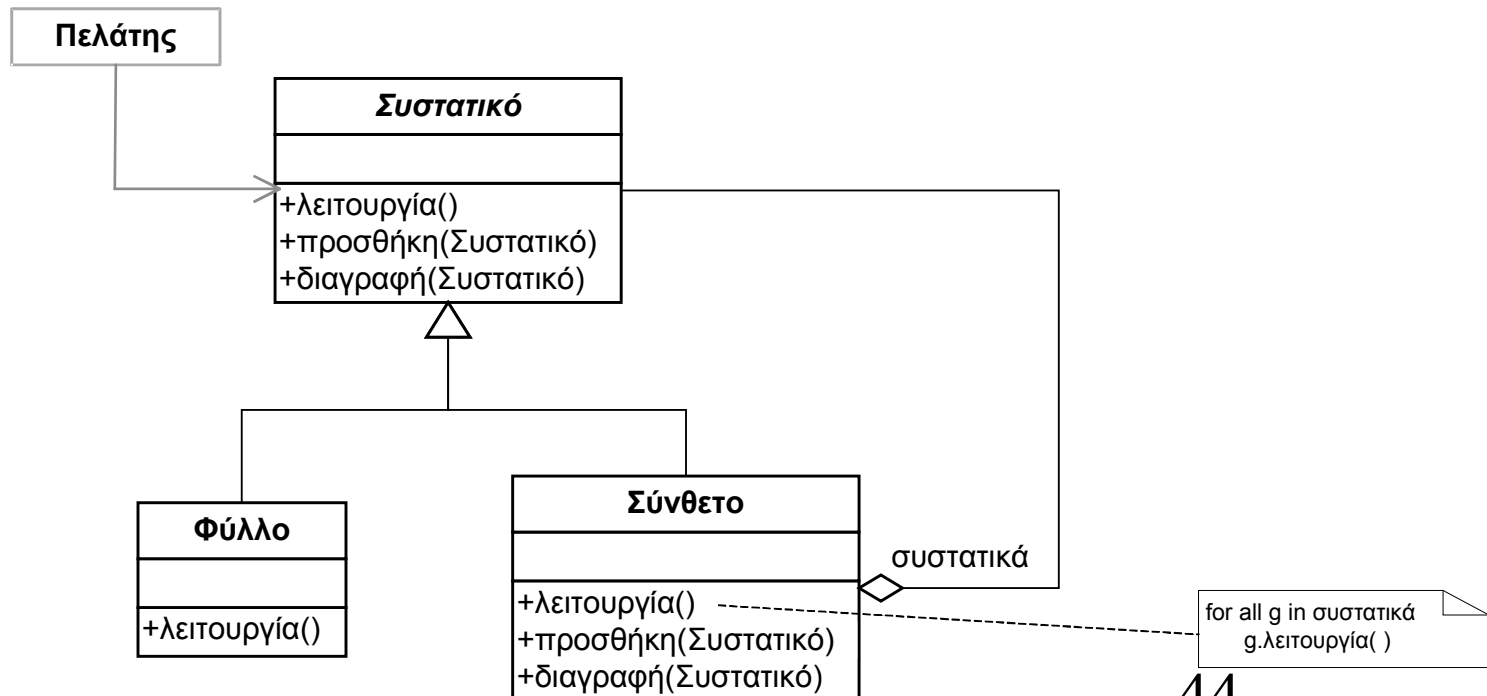 Πελάτης
Συστατικό
+λειτουργία()
+προσθήκη(Συστατικό)
+διαγραφή(Συστατικό)
Φύλλο
+λειτουργία()
Σύνθετο
+λειτουργία()
+προσθήκη(Συστατικό)
+διαγραφή(Συστατικό)
συστατικά
for all g in συστατικά
g.λειτουργία( )
44